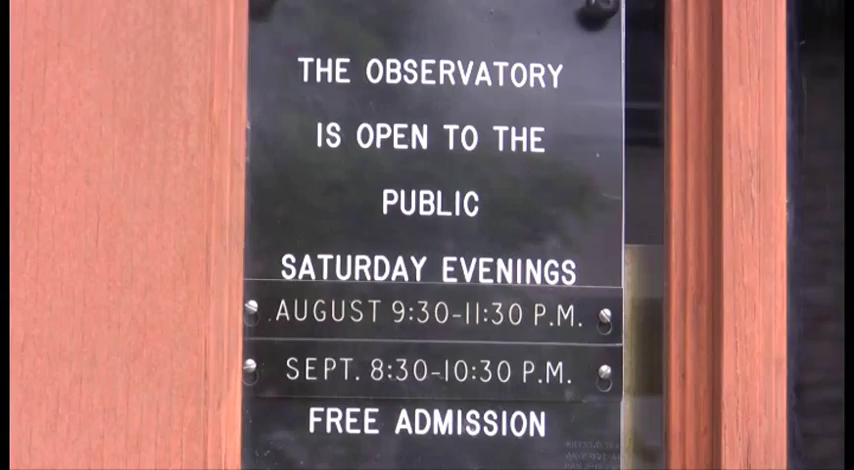 THE OBSERVATORY
IS OPEN TO THE
PUBLIC
SATURDAY EVENINGS
AUGUST 9:30-11:30 P.M.
SEPT. 8:30-10:30 P.M.
FREE ADMISSION